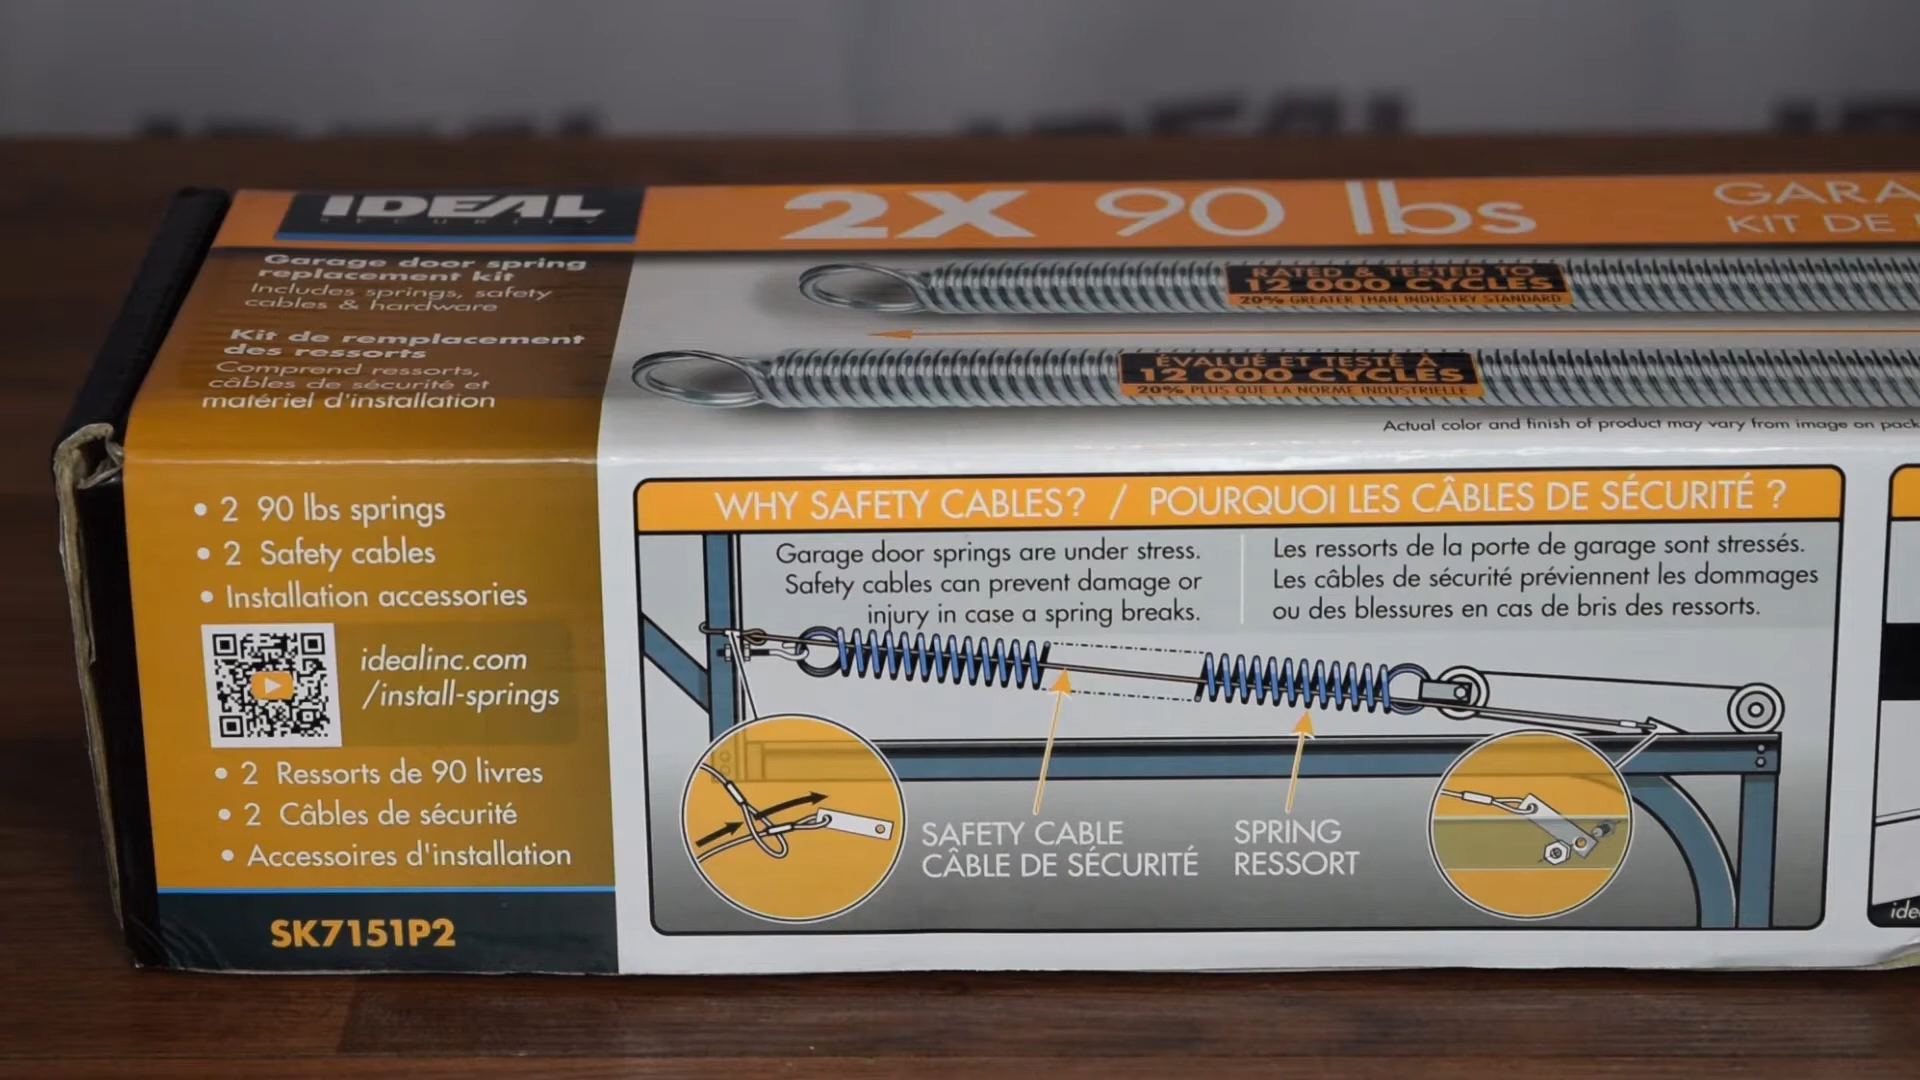 IDEAL
SECURITY
2X 90 lbs
GARA
KIT DE
Garage door spring
replacement kit
Includes springs, safety
cables & hardware
Kit de remplacement
des ressorts
Comprend ressorts,
câbles de sécurité et
matériel d'installation
RATED & TESTED TO
12 000 CYCLES
20% GREATER THAN INDUSTRY STANDARD
ÉVALUÉ ET TESTÉ À
12 000 CYCLES
20% PLUS QUE LA NORME INDUSTRIELLE
Actual color and finish of product may vary from image on pack
• 2 90 lbs springs
• 2 Safety cables
• Installation accessories
idealinc.com
/install-springs
• 2 Ressorts de 90 livres
• 2 Câbles de sécurité
• Accessoires d'installation
SK7151P2
WHY SAFETY CABLES? / POURQUOI LES CÂBLES DE SÉCURITÉ ?
Garage door springs are under stress.
Safety cables can prevent damage or
injury in case a spring breaks.
Les ressorts de la porte de garage sont stressés.
Les câbles de sécurité préviennent les dommages
ou des blessures en cas de bris des ressorts.
SAFETY CABLE
CÂBLE DE SÉCURITÉ
SPRING
RESSORT
ide